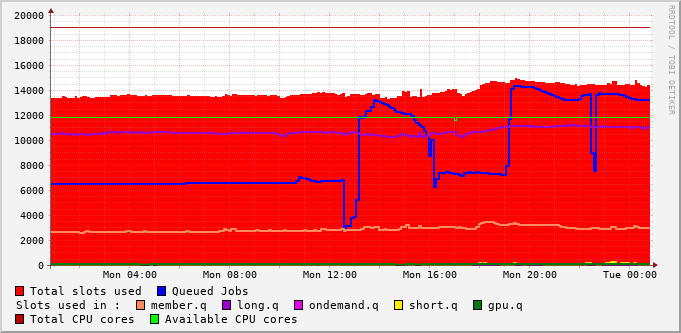 20000
18000
16000
14000
12000
10000
8000
6000
4000
2000
0
Mon 04:00 Mon 08:00 Mon 12:00 Mon 16:00 Mon 20:00 Tue 00:00
RRDTOOL / TOBI OETIKER
Total slots used Queued Jobs
Slots used in : member.q long.q ondemand.q short.q gpu.q
Total CPU cores Available CPU cores